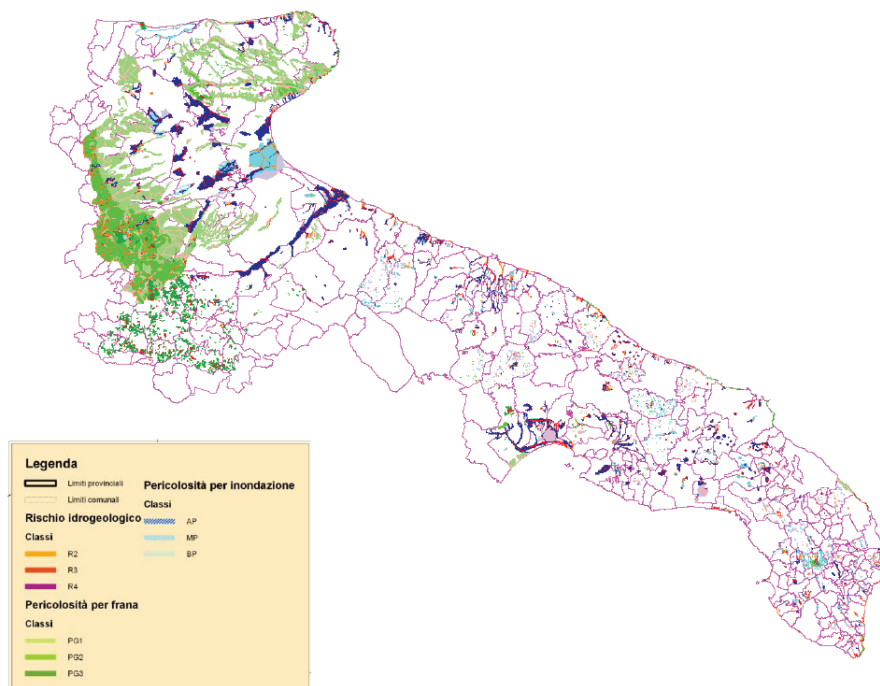 Legenda
Limiti provinciali
Limiti comunali
Rischio idrogeologico
Classi
R2
R3
R4
Pericolosità per frana
Classi
PG1
PG2
PG3
Pericolosità per inondazione
Classi
AP
MP
BP